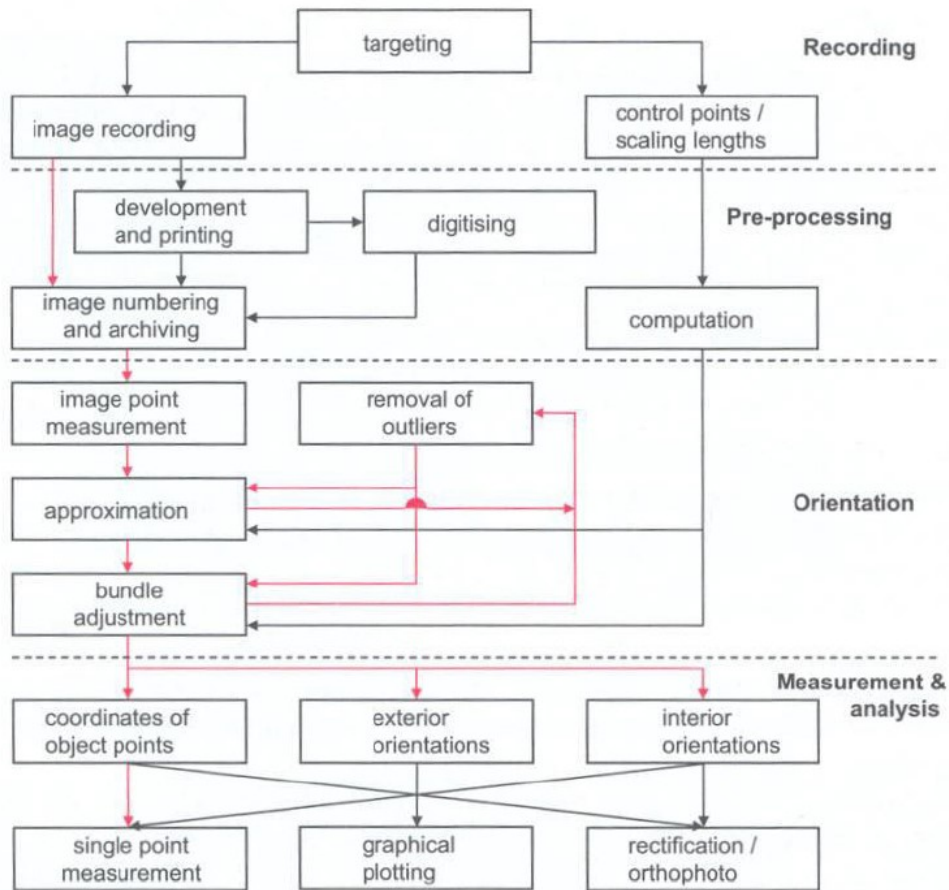 targeting
Recording
image recording
control points /
scaling lengths
development
and printing
digitising
Pre-processing
image numbering
and archiving
computation
image point
measurement
removal of
outliers
approximation
Orientation
bundle
adjustment
Measurement &
analysis
coordinates of
object points
exterior
orientations
interior
orientations
single point
measurement
graphical
plotting
rectification /
orthophoto